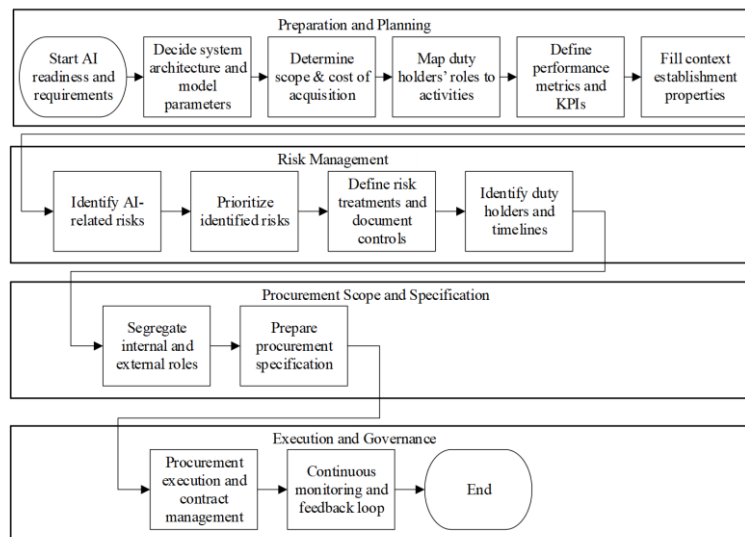 Preparation and Planning
Start AI
readiness and
requirements
Decide system
architecture and
model
parameters
Determine
scope & cost of
acquisition
Map duty
holders' roles to
activities
Define
performance
metrics and
KPIs
Fill context
establishment
properties
Risk Management
Identify AI-
related risks
Prioritize
identified risks
Define risk
treatments and
document
controls
Identify duty
holders and
timelines
Procurement Scope and Specification
Segregate
internal and
external roles
Prepare
procurement
specification
Execution and Governance
Procurement
execution and
contract
management
Continuous
monitoring and
feedback loop
End